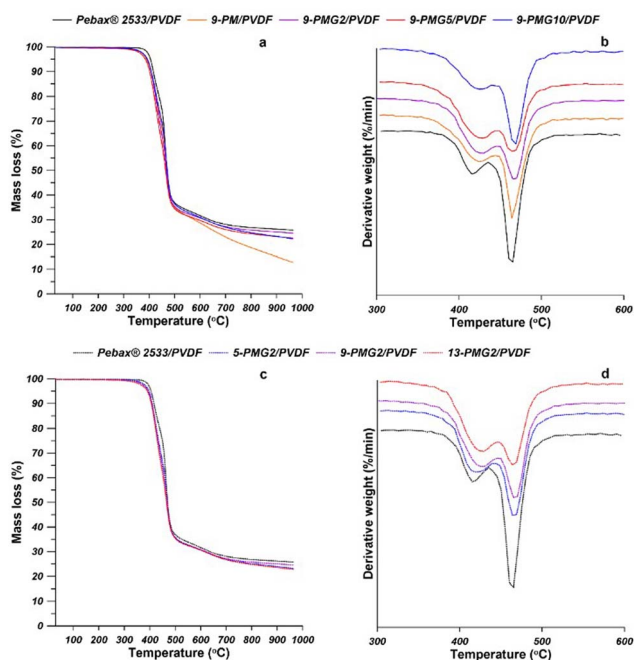 Pebax® 2533/PVDF 9-PM/PVDF 9-PMG2/PVDF 9-PMG5/PVDF 9-PMG10/PVDF
a
100
90
80
70
60
50
40
30
20
10
0
Mass loss (%)
100 200 300 400 500 600 700 800 900 1000
Temperature (°C)
b
Derivative weight (%/min)
300 400 500 600
Temperature (°C)
Pebax® 2533/PVDF 5-PMG2/PVDF 9-PMG2/PVDF 13-PMG2/PVDF
c
100
90
80
70
60
50
40
30
20
10
0
Mass loss (%)
100 200 300 400 500 600 700 800 900 1000
Temperature (°C)
d
Derivative weight (%/min)
300 400 500 600
Temperature (°C)